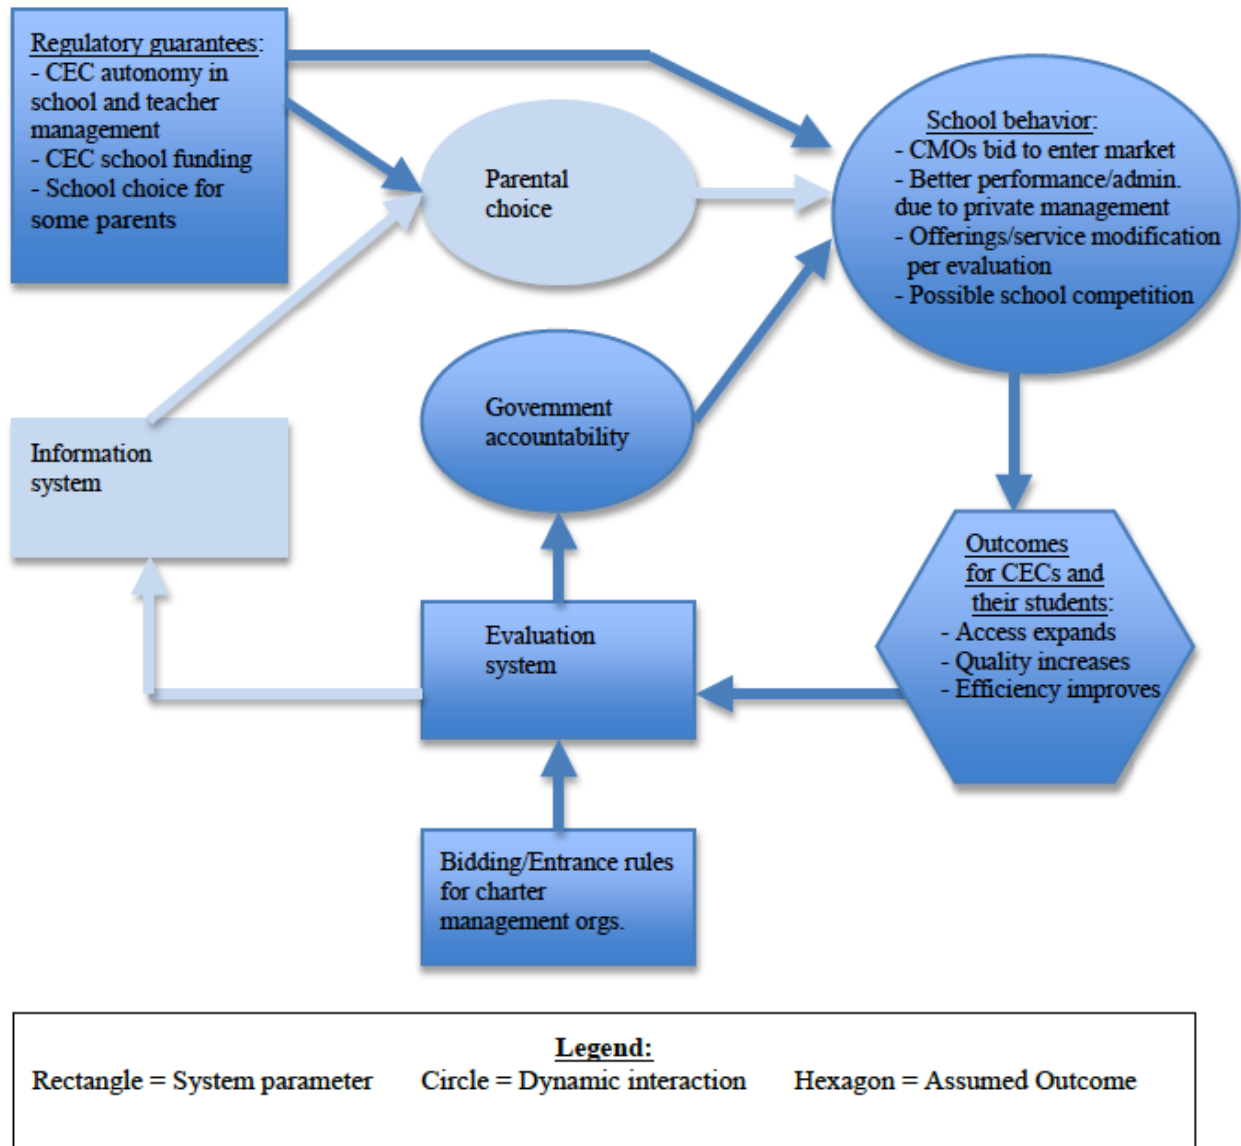 Regulatory guarantees:
- CEC autonomy in
school and teacher
management
- CEC school funding
- School choice for
some parents
Parental
choice
School behavior:
- CMOs bid to enter market
- Better performance/admin.
due to private management
- Offerings/service modification
per evaluation
- Possible school competition
Information
system
Government
accountability
Outcomes
for CECs and
their students:
- Access expands
- Quality increases
- Efficiency improves
Evaluation
system
Bidding/Entrance rules
for charter
management orgs.
Legend:
Rectangle = System parameter Circle = Dynamic interaction Hexagon = Assumed Outcome